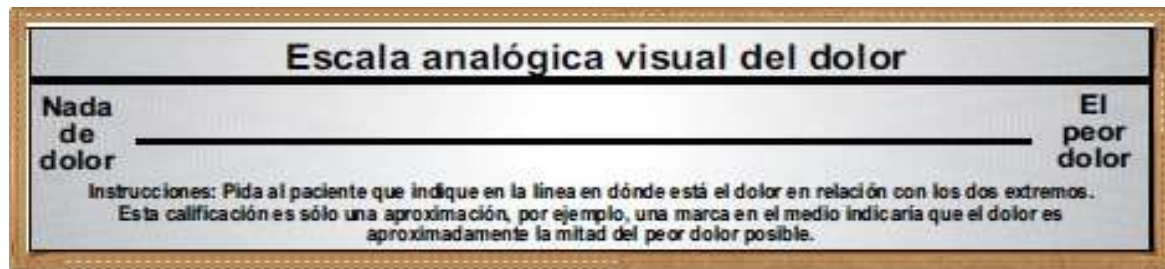 Escala analógica visual del dolor
Nada
de
dolor
El
peor
dolor
Instrucciones: Pida al paciente que indique en la línea en dónde está el dolor en relación con los dos extremos.
Esta calificación es sólo una aproximación, por ejemplo, una marca en el medio indicaría que el dolor es
aproximadamente la mitad del peor dolor posible.